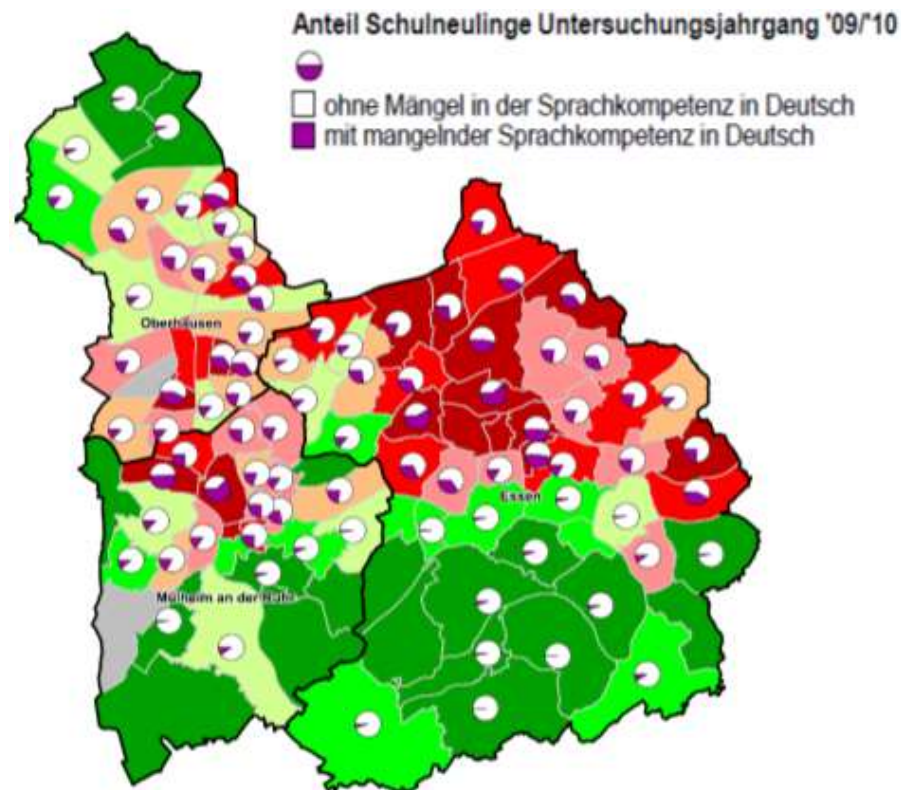 Anteil Schulneulinge Untersuchungsjahrgang '09/'10
ohne Mängel in der Sprachkompetenz in Deutsch
mit mangelnder Sprachkompetenz in Deutsch
Oberhausen
Essen
Mülheim an der Ruhr